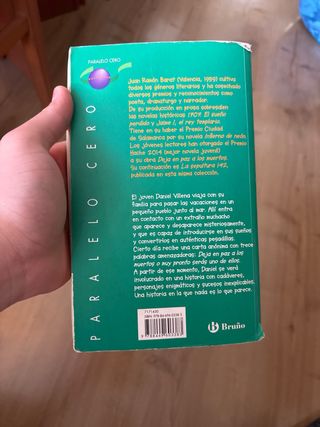 PARALELO CERO
PARALELO CERO
Juan Ramón Barat (Valencia, 1959) cultiva
todos los géneros literarios y ha cosechado
diversos premios y reconocimientos como
poeta, dramaturgo y narrador.
De su producción en prosa sobresalen
las novelas históricas 1707: El sueño
perdido y Jaime I, el rey templario.
Tiene en su haber el Premio Ciudad
de Salamanca por su novela Infierno de neón.
Los jóvenes lectores han otorgado el Premio
Hache 2014 (mejor novela juvenil)
a su obra Deja en paz a los muertos.
Su continuación es La sepultura 142,
publicada en esta misma colección.
El joven Daniel Villena viaja con su
familia para pasar las vacaciones en un
pequeño pueblo junto al mar. Allí entra
en contacto con un extraño muchacho
que aparece y desaparece misteriosamente,
y que es capaz de introducirse en sus sueños
y convertirlos en auténticas pesadillas.
Cierto día recibe una carta anónima con trece
palabras amenazadoras: Deja en paz a los
muertos o muy pronto serás uno de ellos.
A partir de ese momento, Daniel se verá
involucrado en una historia con cadáveres,
personajes enigmáticos y sucesos inexplicables.
Una historia en la que nada es lo que parece.
Bruño